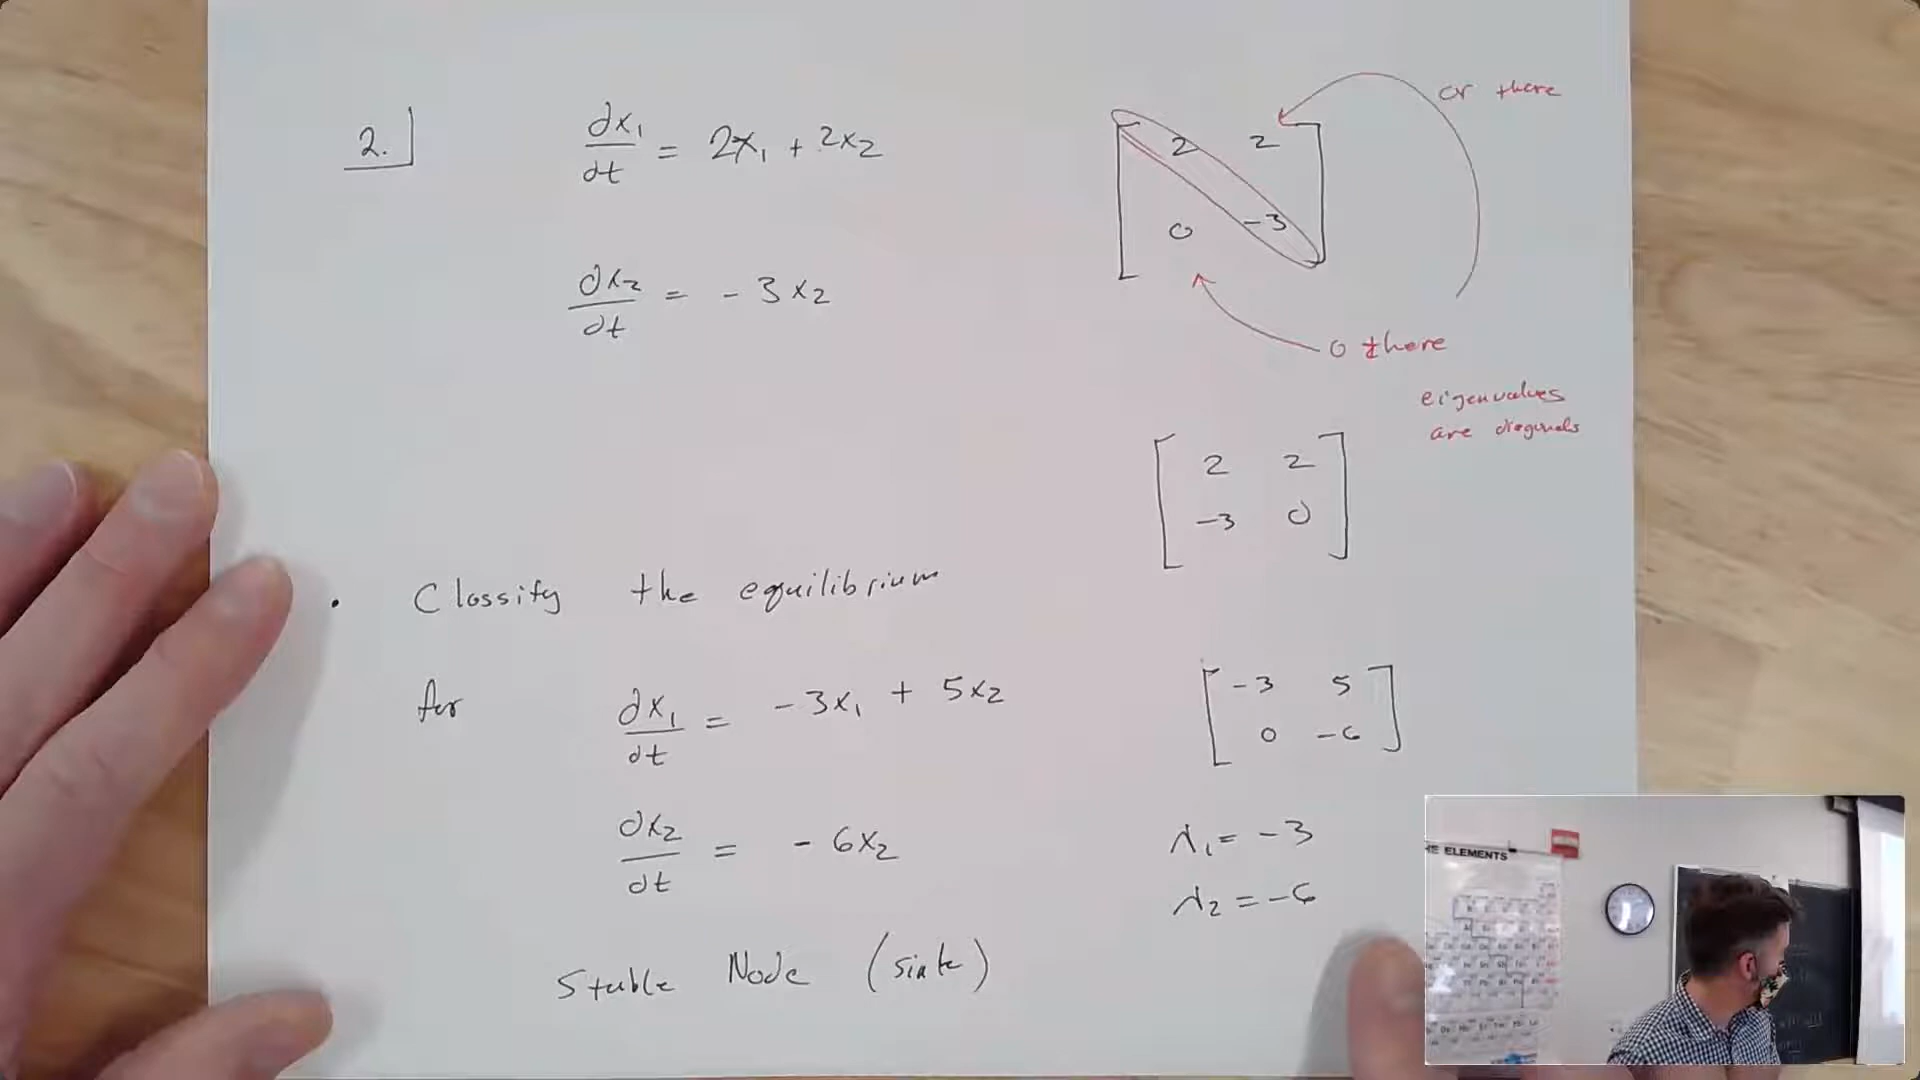 2.
dx₁/dt = 2x₁ + 2x₂
dx₂/dt = - 3x₂
[ 2 2
0 -3 ]
or there
0 there
eigenvalues
are diagonals
[ 2 2
-3 0 ]
• Classify the equilibrium
for dx₁/dt = -3x₁ + 5x₂
dx₂/dt = - 6x₂
[ -3 5
0 -6 ]
λ₁ = -3
λ₂ = -6
Stable Node (sink)
HE ELEMENTS